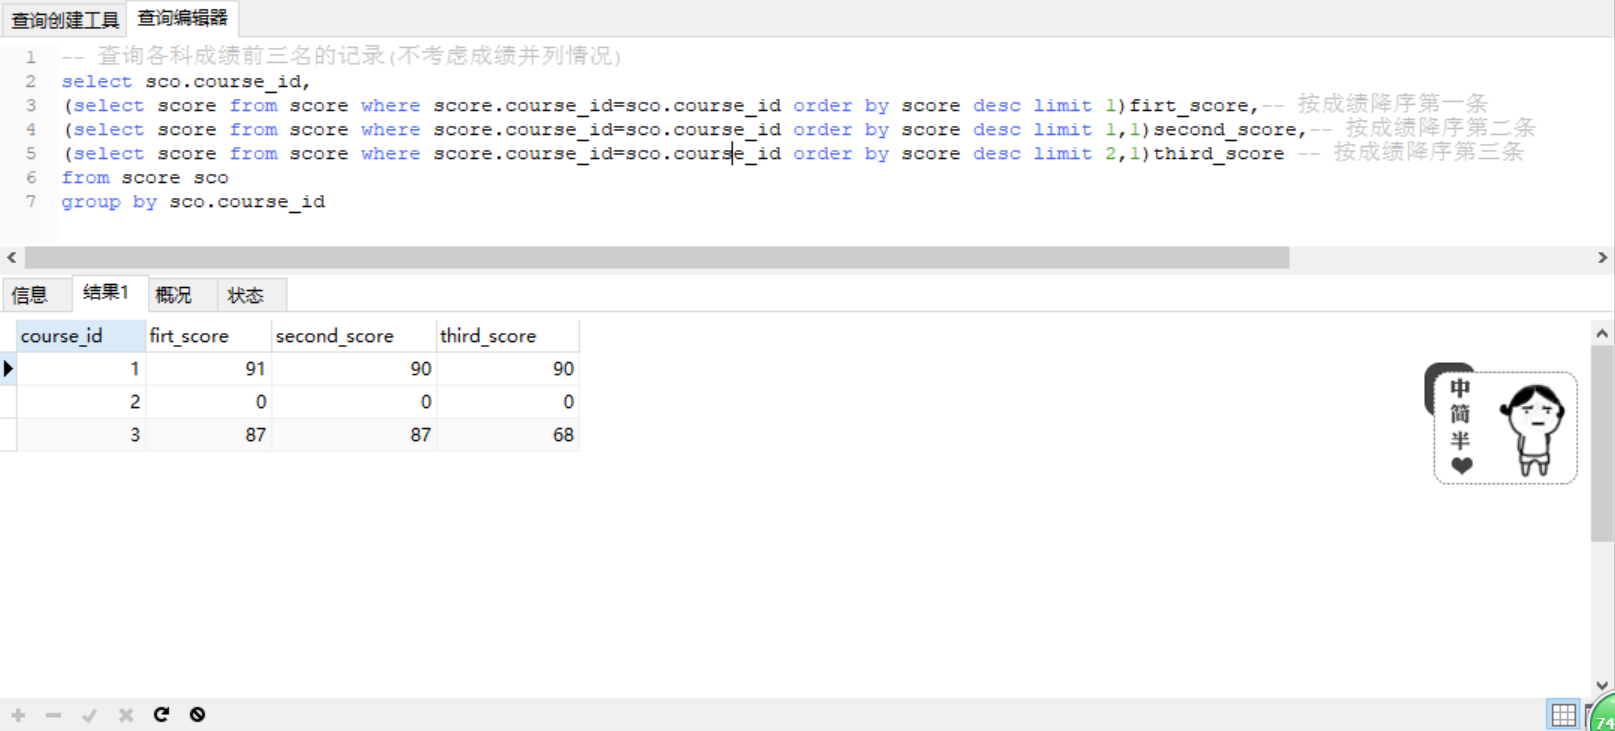 查询创建工具 查询编辑器
1 -- 查询各科成绩前三名的记录(不考虑成绩并列情况)
2 select sco.course_id,
3 (select score from score where score.course_id=sco.course_id order by score desc limit 1)firt_score,-- 按成绩降序第一条
4 (select score from score where score.course_id=sco.course_id order by score desc limit 1,1)second_score,-- 按成绩降序第二条
5 (select score from score where score.course_id=sco.course_id order by score desc limit 2,1)third_score -- 按成绩降序第三条
6 from score sco
7 group by sco.course_id
信息 结果1 概况 状态
course_id firt_score second_score third_score
1 91 90 90
2 0 0 0
3 87 87 68
中
简
半
74